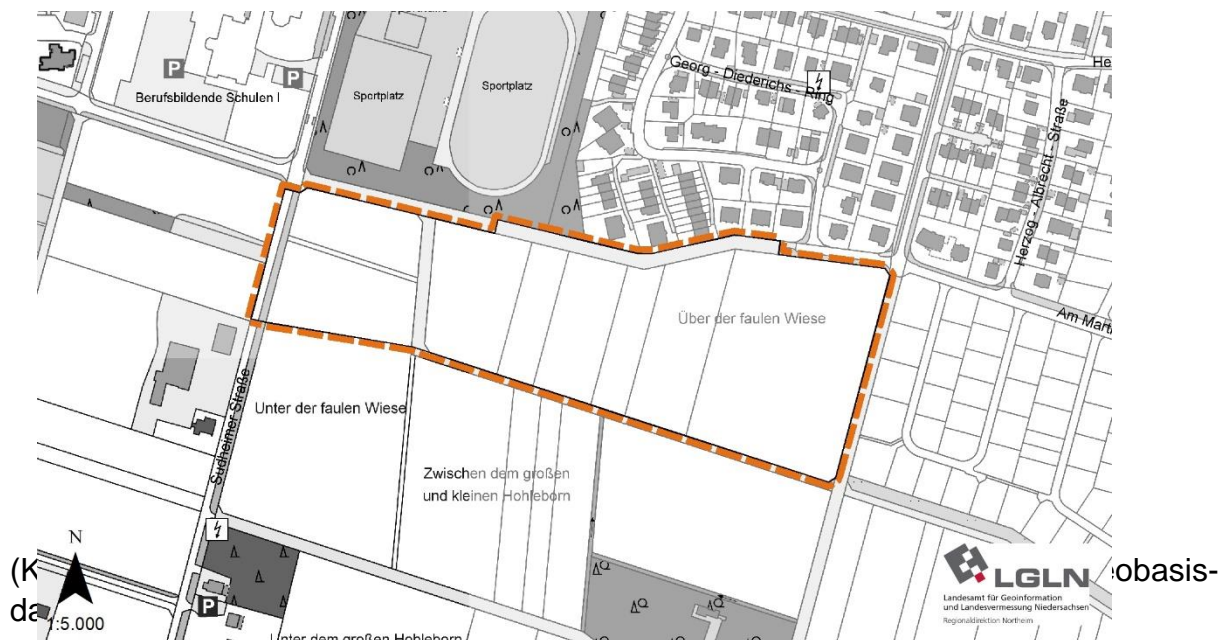 Sportplatz
Sportplatz
P
P
Berufsbildende Schulen I
Georg - Diederichs - Ring
Herzog - Albrecht - Straße
Über der faulen Wiese
Am
Sudheimer Straße
Unter der faulen Wiese
Zwischen dem großen
und kleinen Hohleborn
N
P
1:5.000
Unter dem großen Hohleborn
LGLN
Landesamt für Geoinformation
und Landesvermessung Niedersachsen
Regionaldirektion Northeim
(K
obasis-
da